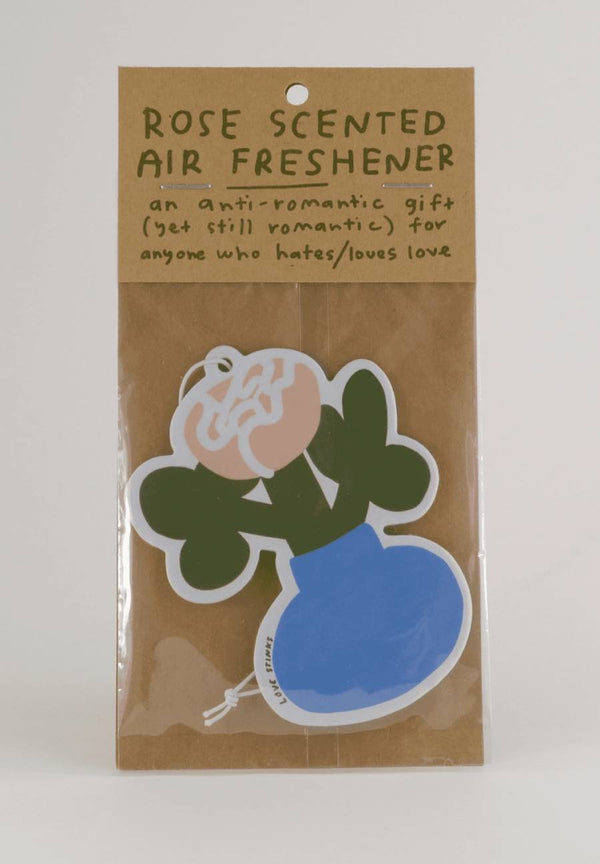 ROSE SCENTED
AIR FRESHENER
an anti-romantic gift
(yet still romantic) for
anyone who hates/loves love
LOVE STINKS